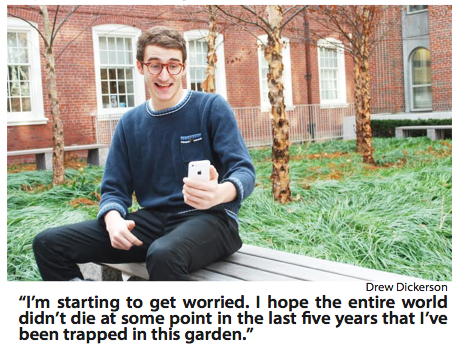 Drew Dickerson
“I’m starting to get worried. I hope the entire world
didn’t die at some point in the last five years that I’ve
been trapped in this garden.”